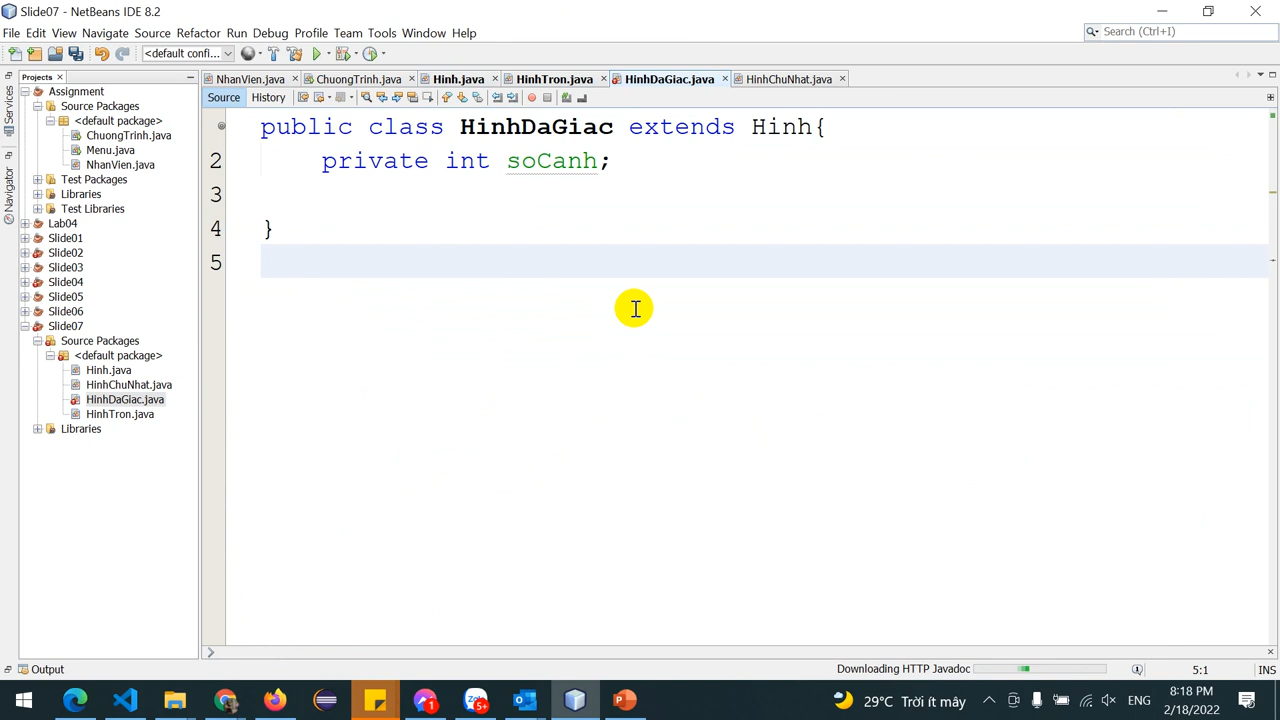 Slide07 - NetBeans IDE 8.2
File Edit View Navigate Source Refactor Run Debug Profile Team Tools Window Help
Search (Ctrl+I)
<default confi...
Projects
NhanVien.java
ChuongTrinh.java
Hinh.java
HinhTron.java
HinhDaGiac.java
HinhChuNhat.java
Source History
Services
Navigator
Assignment
Source Packages
<default package>
ChuongTrinh.java
Menu.java
NhanVien.java
Test Packages
Libraries
Test Libraries
Lab04
Slide01
Slide02
Slide03
Slide04
Slide05
Slide06
Slide07
Source Packages
<default package>
Hinh.java
HinhChuNhat.java
HinhDaGiac.java
HinhTron.java
Libraries
public class HinhDaGiac extends Hinh{
2 private int soCanh;
3
4 }
5
Output
Downloading HTTP Javadoc
5:1
INS
1
5+
29°C Trời ít mây
ENG
8:18 PM
2/18/2022